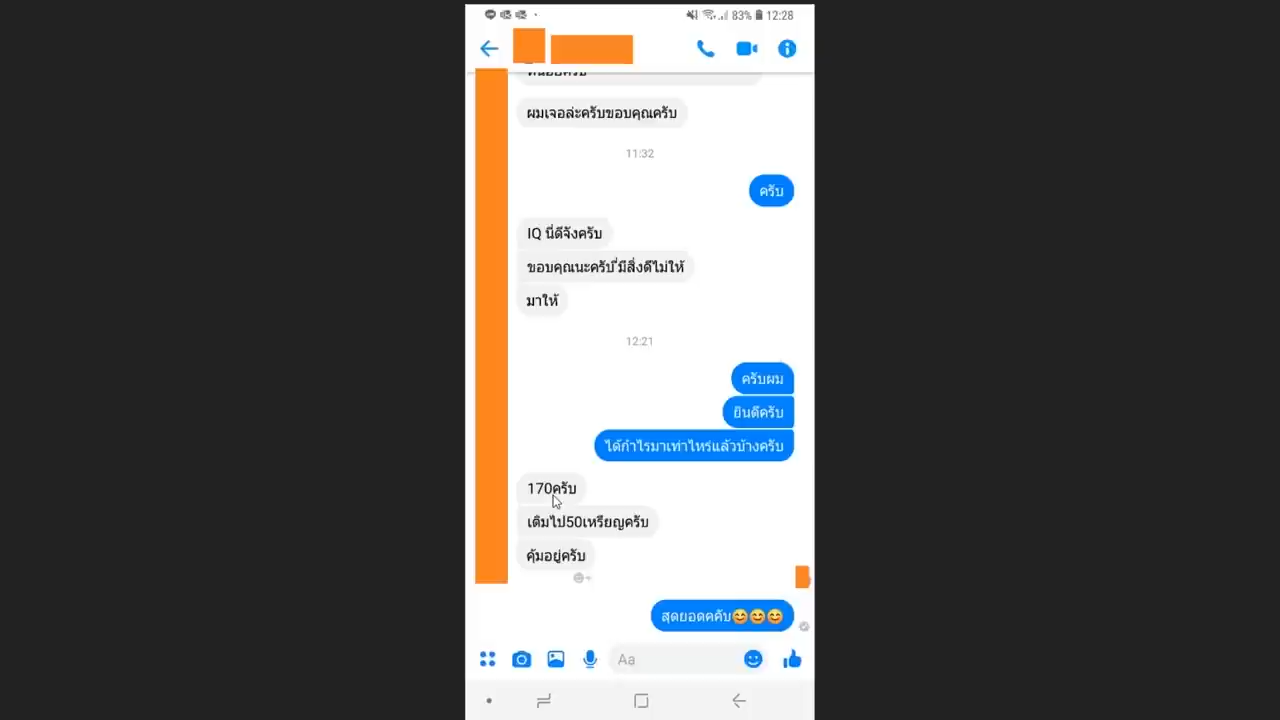 83% 12:28
ผมเจอล่ะครับขอบคุณครับ
11:32
ครับ
IQ นี่ดีจังครับ
ขอบคุณนะครับ ี่มีสิ่งดีไม่ให้
มาให้
12:21
ครับผม
ยินดีครับ
ได้กำไรมาเท่าไหร่แล้วบ้างครับ
170ครับ
เติมไป50เหรียญครับ
คุ้มอยู่ครับ
สุดยอดคคับ😊😊😊
Aa